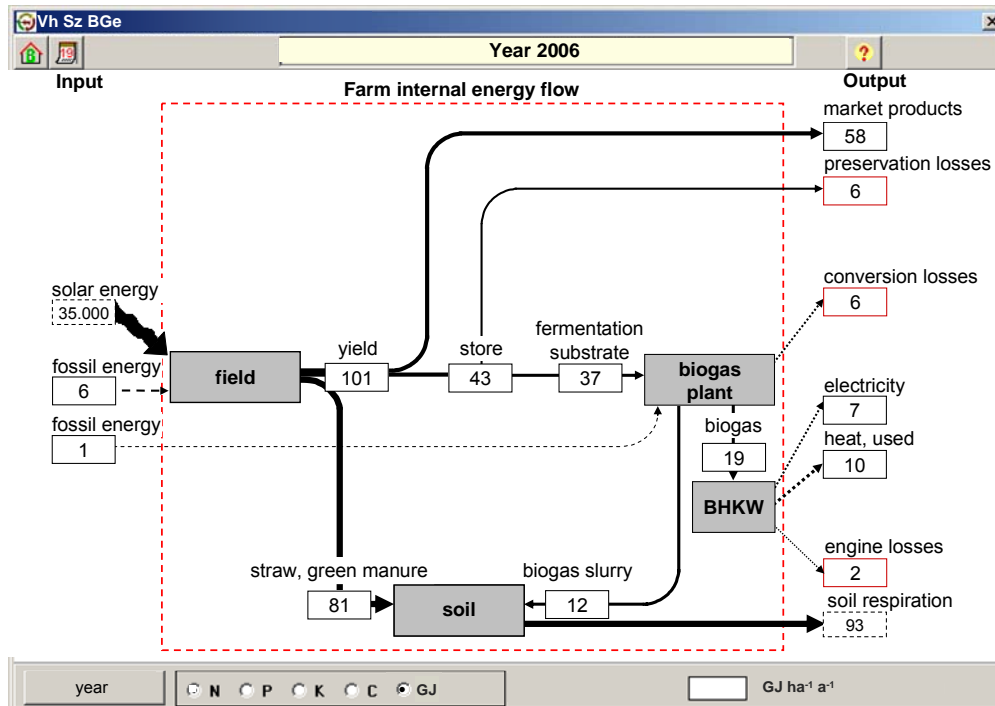 Vh Sz BGe
19
Year 2006
?
Input
Output
Farm internal energy flow
market products
58
preservation losses
6
solar energy
35.000
conversion losses
6
fossil energy
6
field
yield
101
store
43
fermentation
substrate
37
biogas
plant
electricity
7
fossil energy
1
biogas
19
heat, used
10
BHKW
engine losses
2
straw, green manure
81
soil
biogas slurry
12
soil respiration
93
year
N P K C GJ
GJ ha⁻¹ a⁻¹